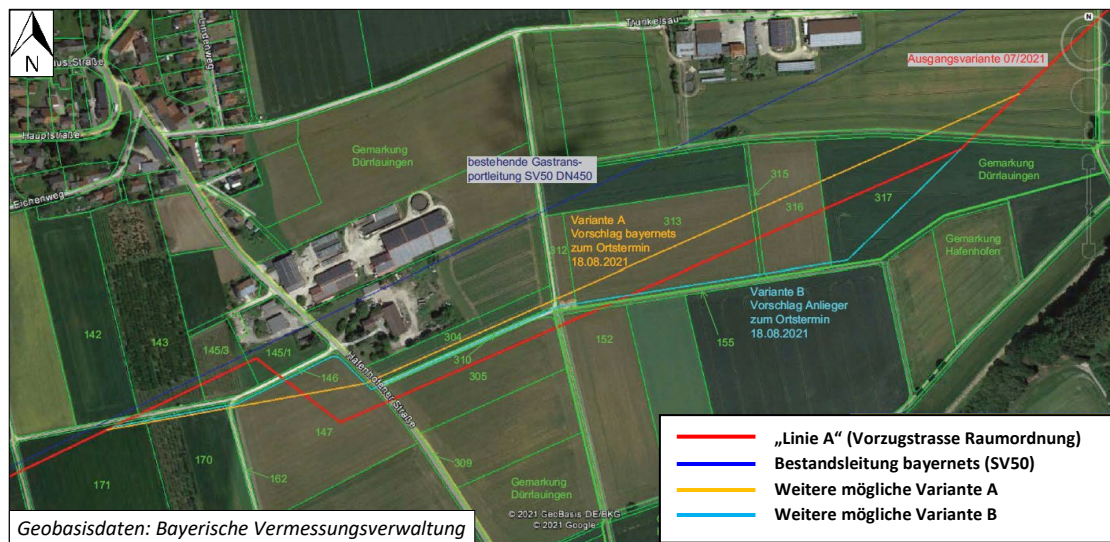 N
Trunkelsau
Lindenweg
ius Straße
Hauptstraße
Eichenweg
N
Ausgangsvariante 07/2021
Gemarkung
Dürrlauingen
bestehende Gastrans-
portleitung SV50 DN450
315
316
317
Gemarkung
Dürrlauingen
313
312
Variante A
Vorschlag bayernets
zum Ortstermin
18.08.2021
Gemarkung
Hafenhofen
Variante B
Vorschlag Anlieger
zum Ortstermin
18.08.2021
142
143
145/3
145/1
146
304
310
305
152
155
147
Hafenhofener Straße
170
171
162
309
Gemarkung
Dürrlauingen
© 2021 GeoBasis-DE/BKG
© 2021 Google
„Linie A“ (Vorzugstrasse Raumordnung)
Bestandsleitung bayernets (SV50)
Weitere mögliche Variante A
Weitere mögliche Variante B
Geobasisdaten: Bayerische Vermessungsverwaltung